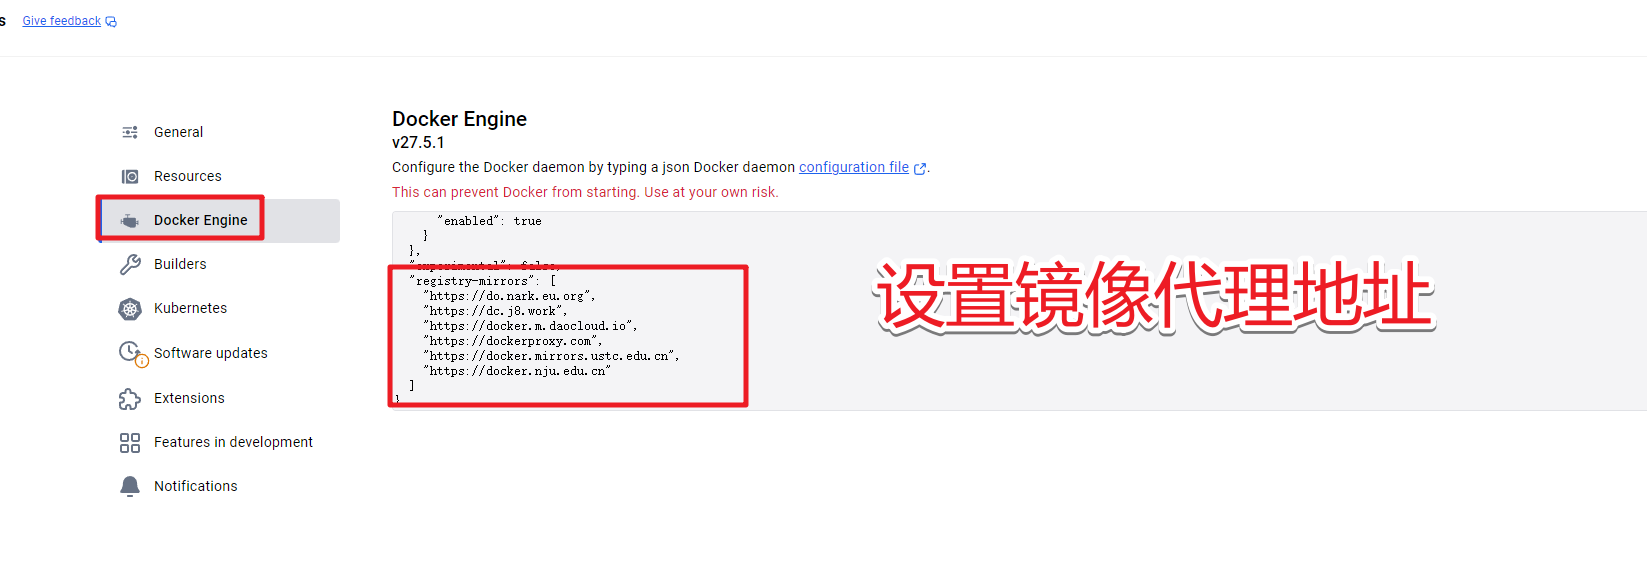 s Give feedback
General
Resources
Docker Engine
Builders
Kubernetes
Software updates
Extensions
Features in development
Notifications
Docker Engine
v27.5.1
Configure the Docker daemon by typing a json Docker daemon configuration file.
This can prevent Docker from starting. Use at your own risk.
"enabled": true
}
},
"experimental": false,
"registry-mirrors": [
"https://do.nark.eu.org",
"https://dc.j8.work",
"https://docker.m.daocloud.io",
"https://dockerproxy.com",
"https://docker.mirrors.ustc.edu.cn",
"https://docker.nju.edu.cn"
]
}
设置镜像代理地址